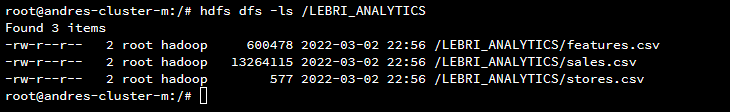 root@andres-cluster-m:/# hdfs dfs -ls /LEBRI_ANALYTICS
Found 3 items
-rw-r--r--   2 root hadoop     600478 2022-03-02 22:56 /LEBRI_ANALYTICS/features.csv
-rw-r--r--   2 root hadoop   13264115 2022-03-02 22:56 /LEBRI_ANALYTICS/sales.csv
-rw-r--r--   2 root hadoop        577 2022-03-02 22:56 /LEBRI_ANALYTICS/stores.csv
root@andres-cluster-m:/#